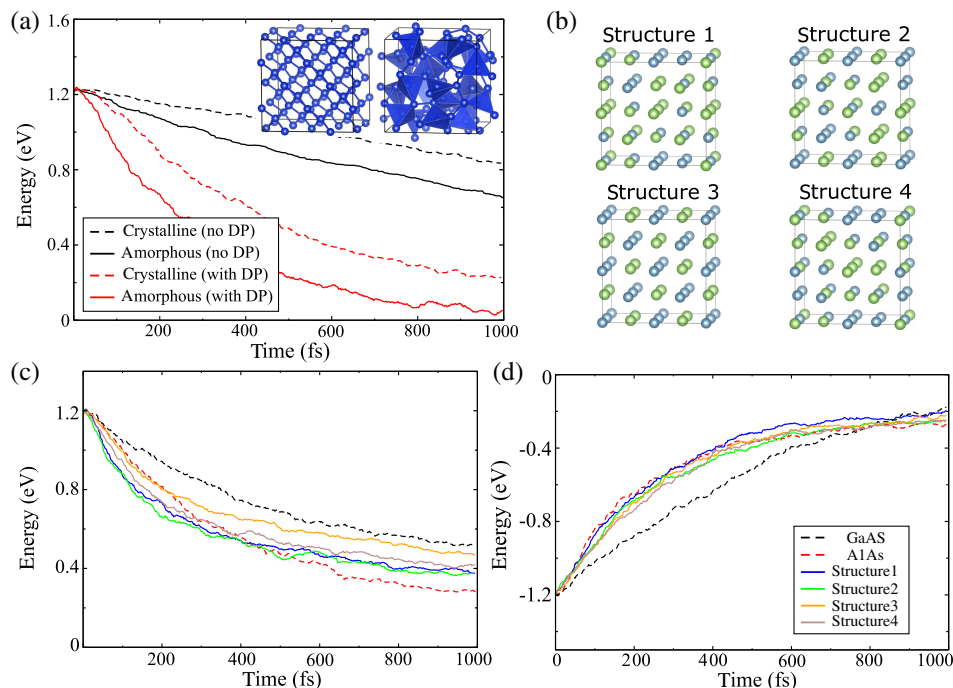 (a)
1.6
1.2
0.8
0.4
0
Energy (eV)
Crystalline (no DP)
Amorphous (no DP)
Crystalline (with DP)
Amorphous (with DP)
200
400
600
800
1000
Time (fs)
(b)
Structure 1
Structure 2
Structure 3
Structure 4
(c)
1.2
0.8
0.4
0
Energy (eV)
200
400
600
800
1000
Time (fs)
(d)
0
-0.4
-0.8
-1.2
Energy (eV)
GaAS
A1As
Structure1
Structure2
Structure3
Structure4
0
200
400
600
800
1000
Time (fs)